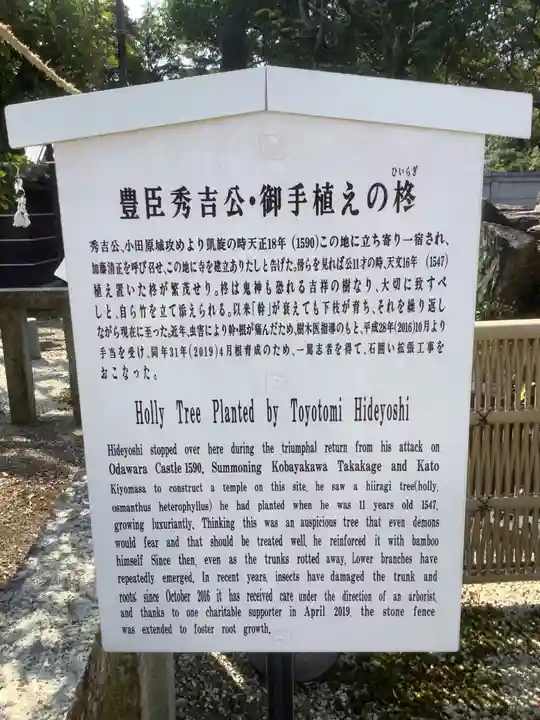 豊臣秀吉公・御手植えの柊
ひいらぎ
秀吉公、小田原城攻めより凱旋の時天正18年（1590）この地に立ち寄り一宿され、
加藤清正を呼び召せ、この地に寺を建立ありたしと告げた。傍らを見れば公11才の時、天文16年（1547）
植え置いた柊が繁茂せり。柊は鬼神も恐れる吉祥の樹なり、大切に致すべ
しと、自ら竹を立て添えられる。以来「幹」が衰えても下枝が育ち、それを繰り返し
ながら現在に至った。近年、虫害により幹・根が痛んだため、樹木医指導のもと、平成28年(2016)10月より
手当を受け、同年31年(2019)4月根育成のため、一篤志者を得て、石囲い拡張工事を
おこなった。
Holly Tree Planted by Toyotomi Hideyoshi
Hideyoshi stopped over here during the triumphal return from his attack on
Odawara Castle 1590. Summoning Kobayakawa Takakage and Kato
Kiyomasa to construct a temple on this site, he saw a hiiragi tree(holly.
osmanthus heterophyllus) he had planted when he was 11 years old 1547.
growing luxuriantly. Thinking this was an auspicious tree that even demons
would fear and that should be treated well, he reinforced it with bamboo
himself Since then, even as the trunks rotted away, Lower branches have
repeatedly emerged. In recent years, insects have damaged the trunk and
roots. since October 2016 it has received care under the direction of an arborist,
and thanks to one charitable supporter in April 2019, the stone fence
was extended to foster root growth.